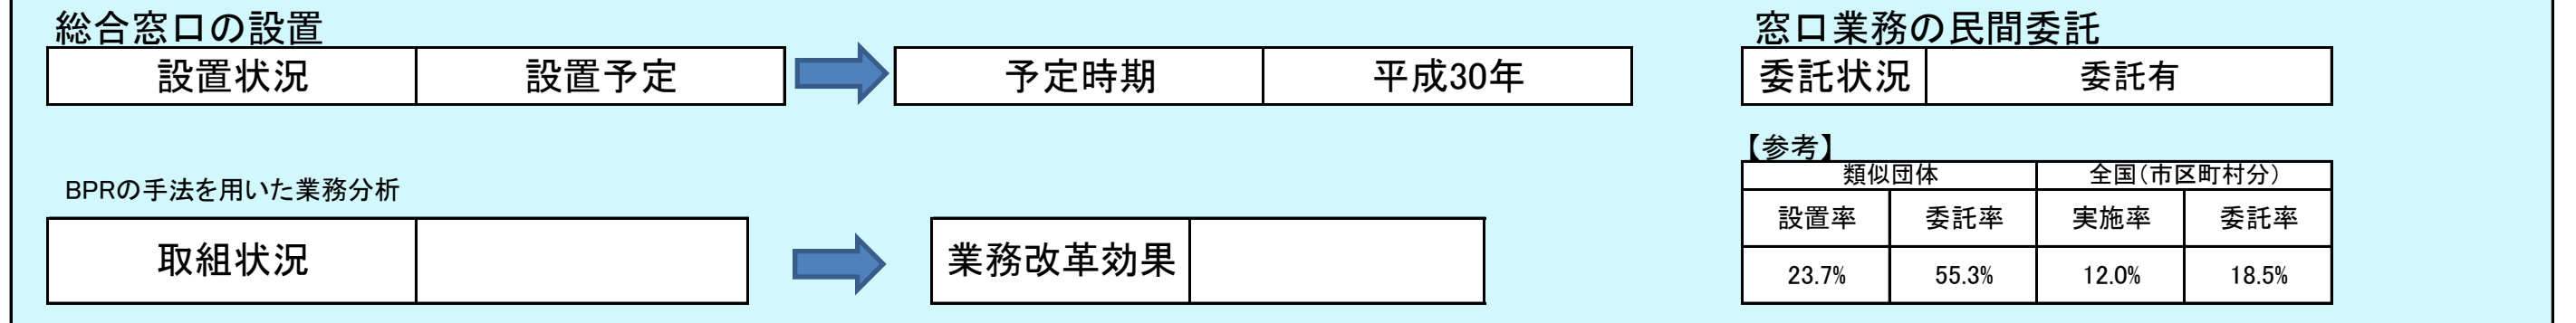 総合窓口の設置
設置状況 設置予定 予定時期 平成30年
BPRの手法を用いた業務分析
取組状況 業務改革効果
窓口業務の民間委託
委託状況 委託有
【参考】
類似団体 全国(市区町村分)
設置率 委託率 実施率 委託率
23.7% 55.3% 12.0% 18.5%